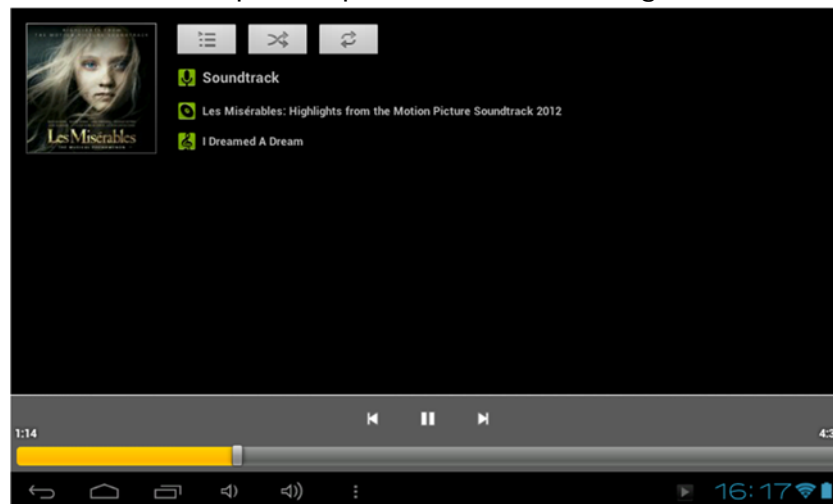 Les Misérables
Soundtrack
Les Misérables: Highlights from the Motion Picture Soundtrack 2012
I Dreamed A Dream
1:14
16:17